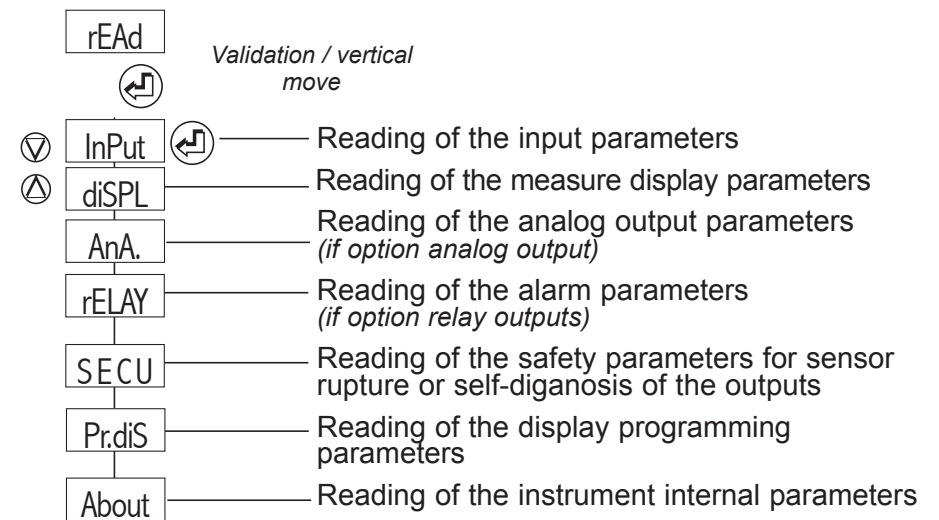 rEAd
Validation / vertical
move
InPut
Reading of the input parameters
diSPL
Reading of the measure display parameters
AnA.
Reading of the analog output parameters
(if option analog output)
rELAY
Reading of the alarm parameters
(if option relay outputs)
SECU
Reading of the safety parameters for sensor
rupture or self-diganosis of the outputs
Pr.diS
Reading of the display programming
parameters
About
Reading of the instrument internal parameters